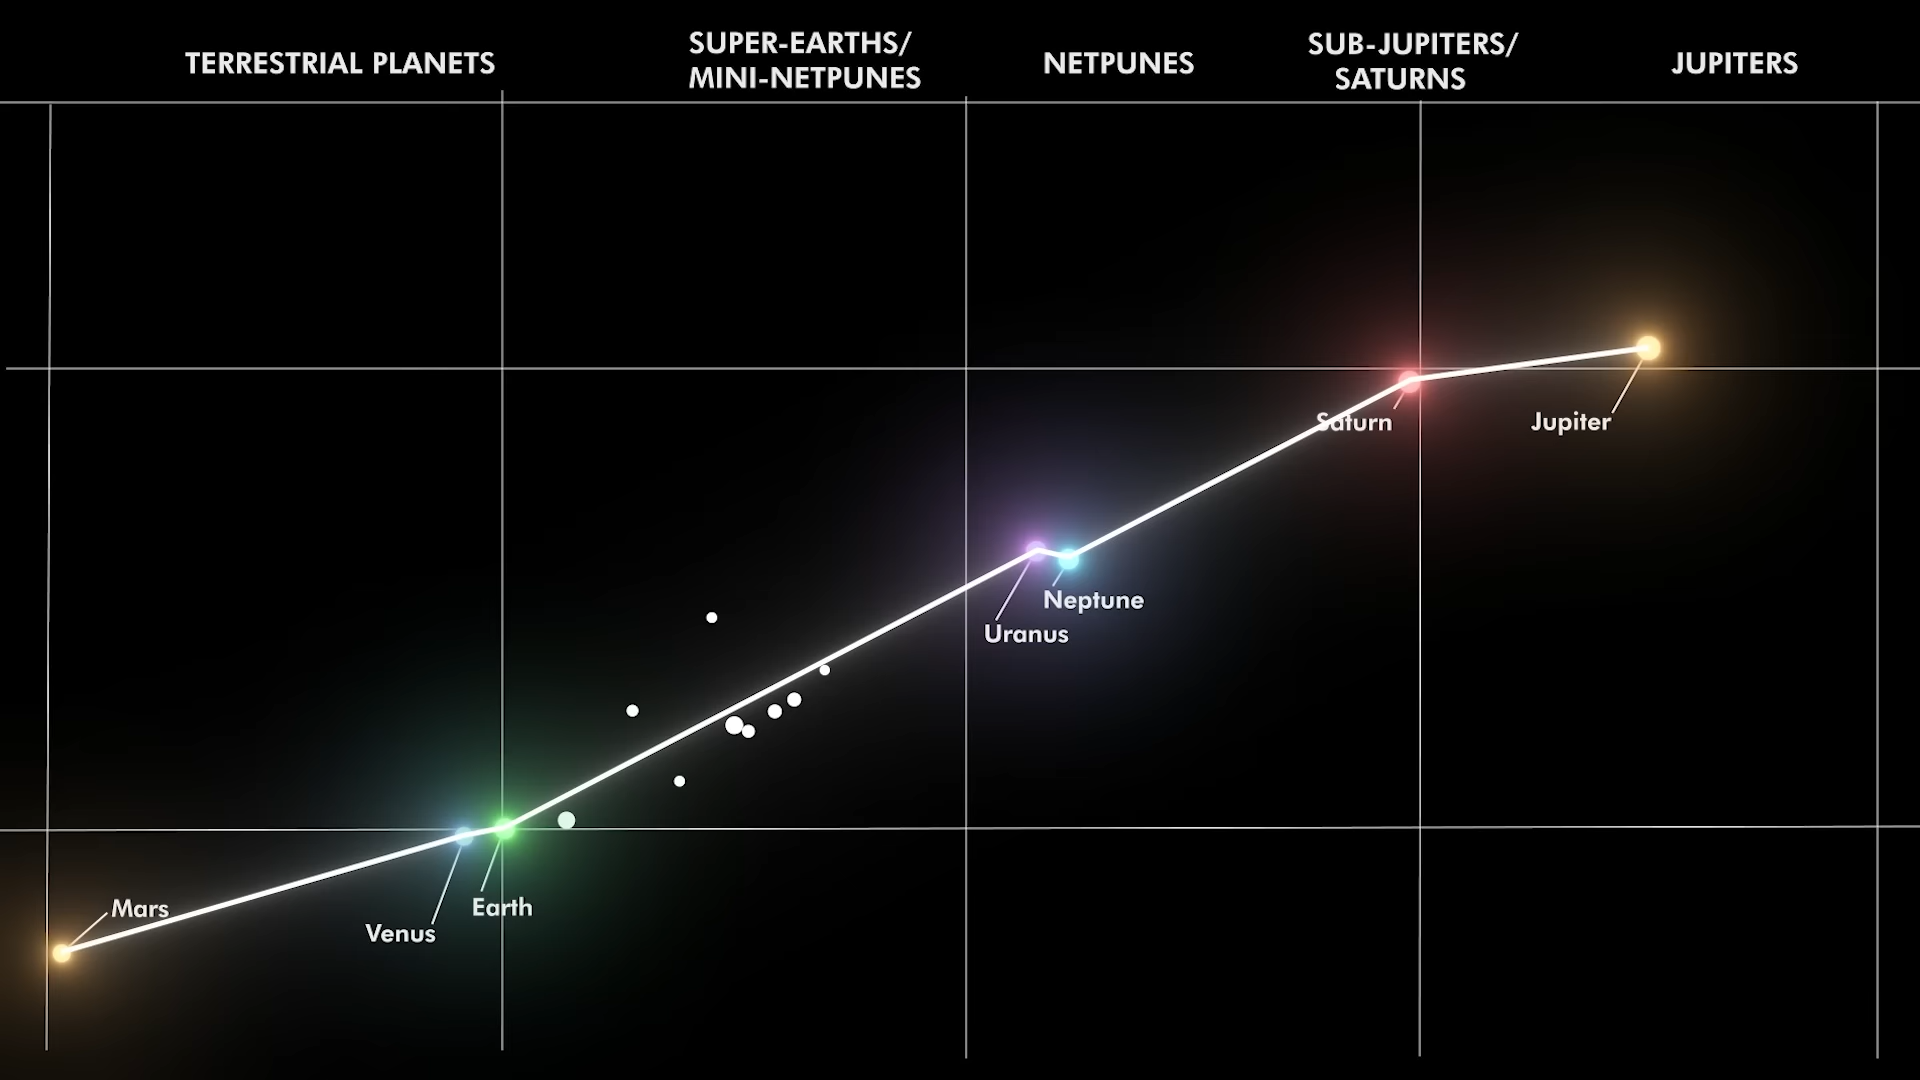 TERRESTRIAL PLANETS
SUPER-EARTHS/
MINI-NETPUNES
NETPUNES
SUB-JUPITERS/
SATURNS
JUPITERS
Saturn
Jupiter
Neptune
Uranus
Mars
Earth
Venus